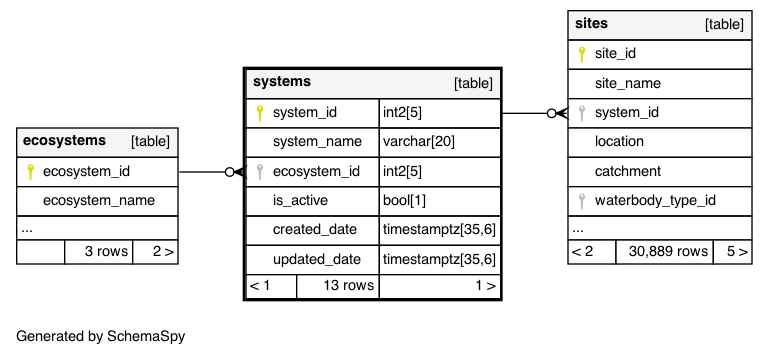 ecosystems [table]
ecosystem_id
ecosystem_name
...
3 rows 2 >
systems [table]
system_id int2[5]
system_name varchar[20]
ecosystem_id int2[5]
is_active bool[1]
created_date timestamptz[35,6]
updated_date timestamptz[35,6]
< 1 13 rows 1 >
sites [table]
site_id
site_name
system_id
location
catchment
waterbody_type_id
...
< 2 30,889 rows 5 >
Generated by SchemaSpy